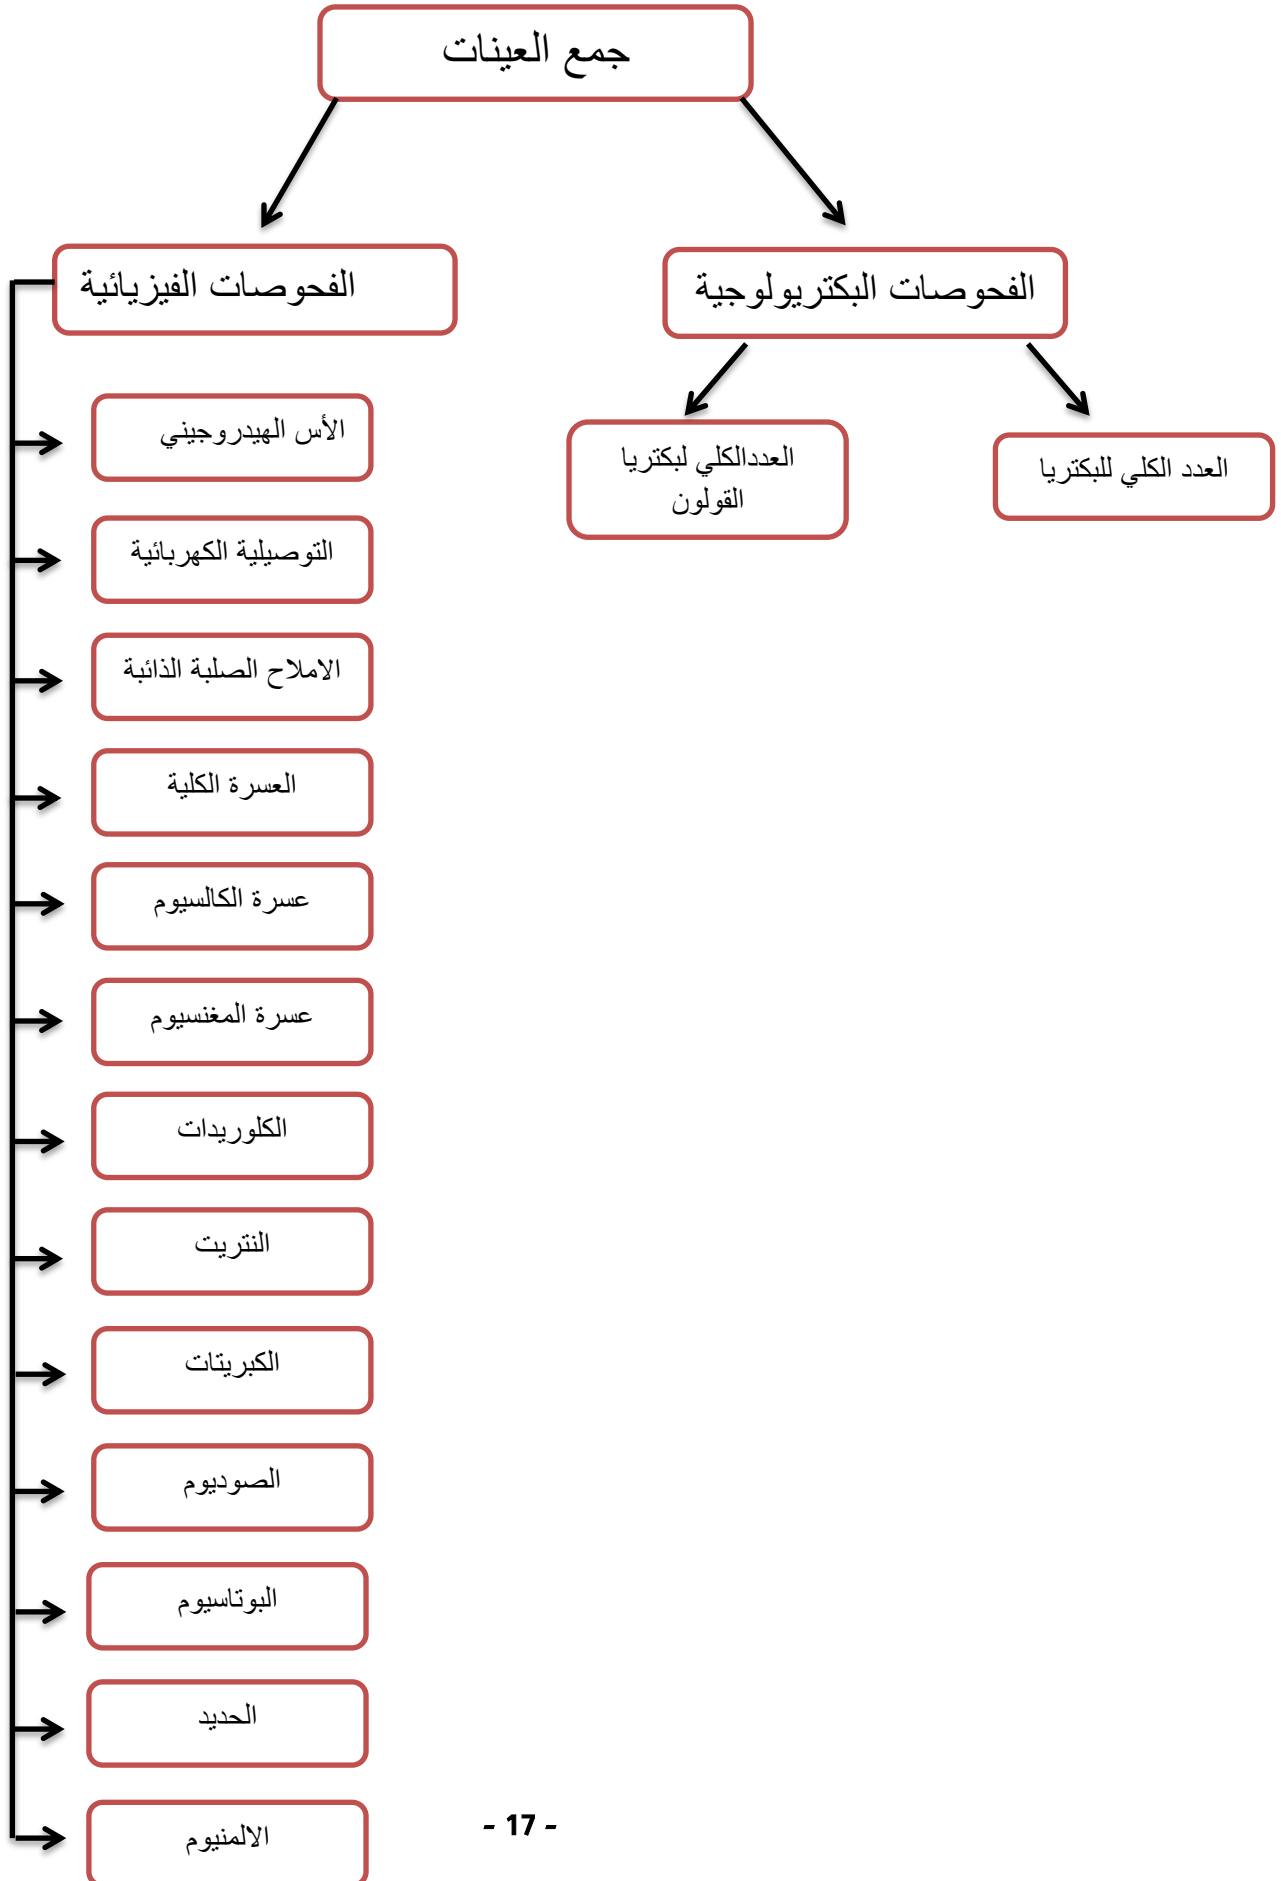 جمع العينات
الفحوصات البكتريولوجية
الفحوصات الفيزيائية
العدد الكلي للبكتريا
العددالكلي لبكتريا
القولون
الأس الهيدروجيني
التوصيلية الكهربائية
الاملاح الصلبة الذائبة
العسرة الكلية
عسرة الكالسيوم
عسرة المغنسيوم
الكلوريدات
النتريت
الكبريتات
الصوديوم
البوتاسيوم
الحديد
الالمنيوم
- 17 -